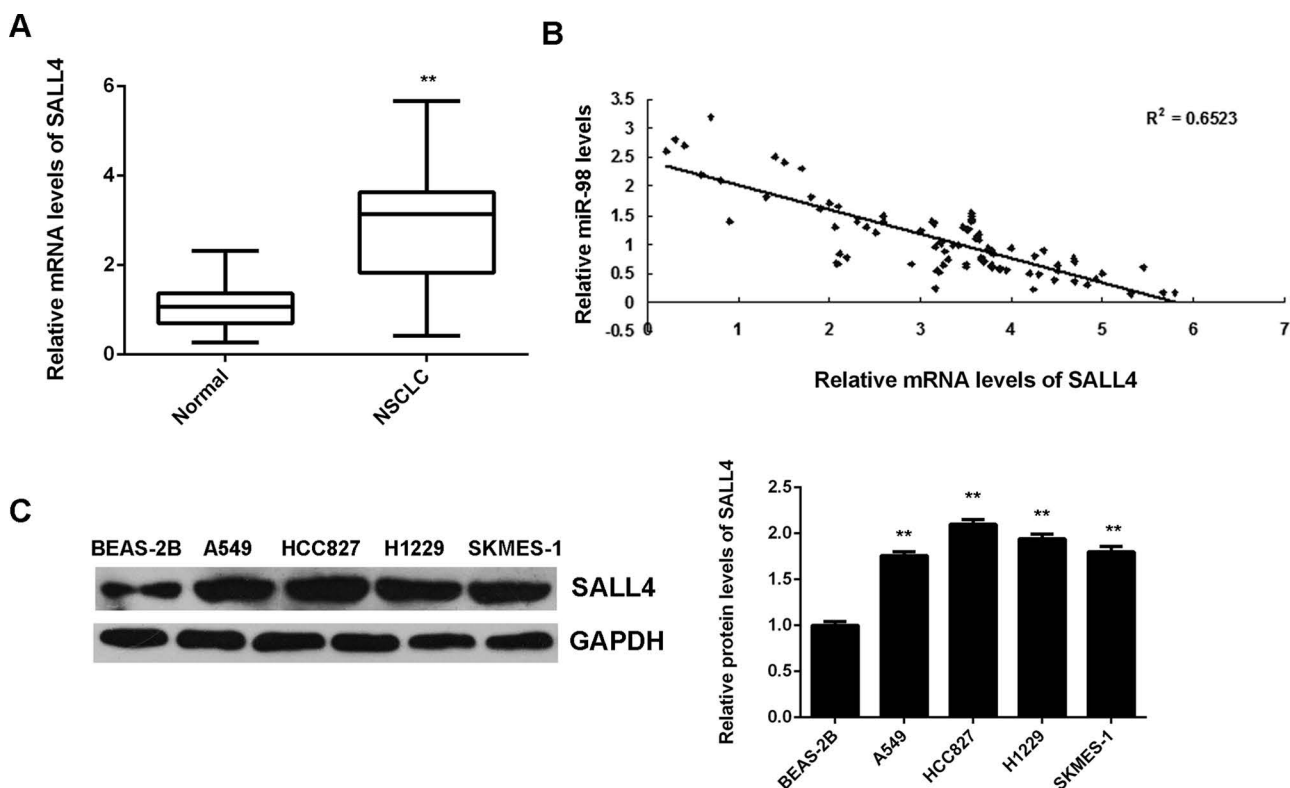 A
Relative mRNA levels of SALL4
6
4
2
0
**
Normal
NSCLC
B
Relative miR-98 levels
3.5
3
2.5
2
1.5
1
0.5
0
-0.5
R² = 0.6523
0 1 2 3 4 5 6 7
Relative mRNA levels of SALL4
C
BEAS-2B A549 HCC827 H1229 SKMES-1
SALL4
GAPDH
Relative protein levels of SALL4
2.5
2.0
1.5
1.0
0.5
0.0
** ** ** **
BEAS-2B
A549
HCC827
H1229
SKMES-1